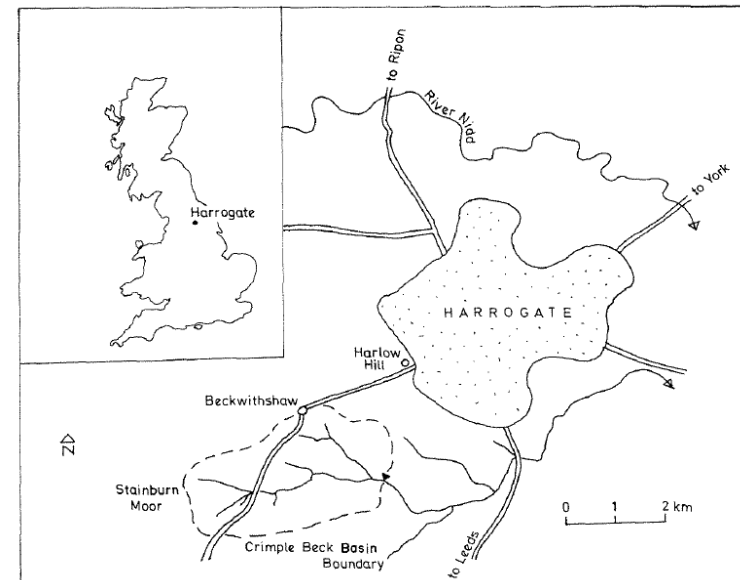 to Ripon
River Nidd
to York
Harrogate
HARROGATE
Harlow
Hill
Beckwithshaw
N
Stainburn
Moor
Crimple Beck Basin
Boundary
to Leeds
0 1 2 km